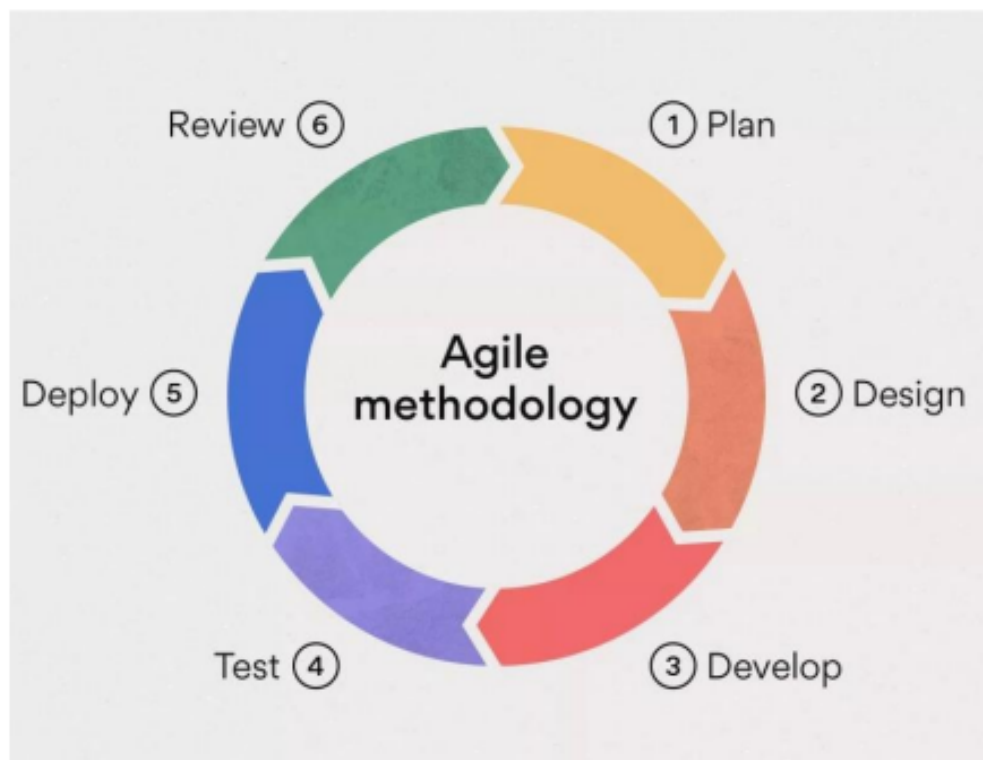 Agile
methodology
① Plan
② Design
③ Develop
Test ④
Deploy ⑤
Review ⑥